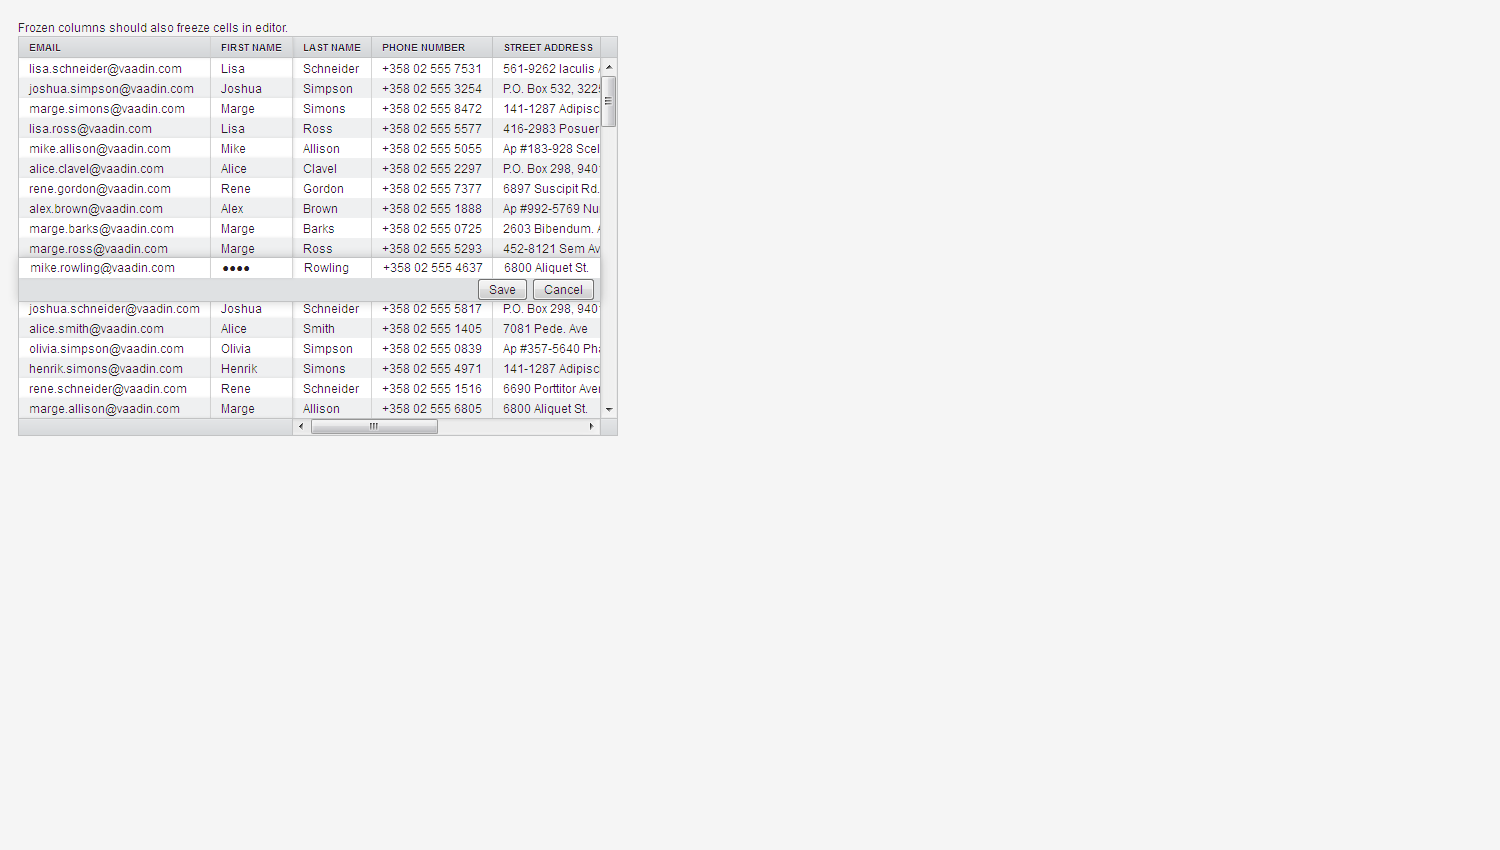 Frozen columns should also freeze cells in editor.
EMAIL FIRST NAME LAST NAME PHONE NUMBER STREET ADDRESS
lisa.schneider@vaadin.com Lisa Schneider +358 02 555 7531 561-9262 Iaculis
joshua.simpson@vaadin.com Joshua Simpson +358 02 555 3254 P.O. Box 532, 322
marge.simons@vaadin.com Marge Simons +358 02 555 8472 141-1287 Adipisc
lisa.ross@vaadin.com Lisa Ross +358 02 555 5577 416-2983 Posuer
mike.allison@vaadin.com Mike Allison +358 02 555 5055 Ap #183-928 Scel
alice.clavel@vaadin.com Alice Clavel +358 02 555 2297 P.O. Box 298, 940
rene.gordon@vaadin.com Rene Gordon +358 02 555 7377 6897 Suscipit Rd.
alex.brown@vaadin.com Alex Brown +358 02 555 1888 Ap #992-5769 Nu
marge.barks@vaadin.com Marge Barks +358 02 555 0725 2603 Bibendum.
marge.ross@vaadin.com Marge Ross +358 02 555 5293 452-8121 Sem Av
mike.rowling@vaadin.com ●●●● Rowling +358 02 555 4637 6800 Aliquet St.
Save Cancel
joshua.schneider@vaadin.com Joshua Schneider +358 02 555 5817 P.O. Box 298, 940
alice.smith@vaadin.com Alice Smith +358 02 555 1405 7081 Pede. Ave
olivia.simpson@vaadin.com Olivia Simpson +358 02 555 0839 Ap #357-5640 Pha
henrik.simons@vaadin.com Henrik Simons +358 02 555 4971 141-1287 Adipisc
rene.schneider@vaadin.com Rene Schneider +358 02 555 1516 6690 Porttitor Ave
marge.allison@vaadin.com Marge Allison +358 02 555 6805 6800 Aliquet St.